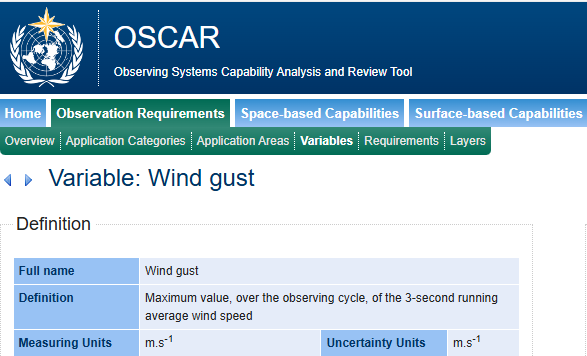 OSCAR
Observing Systems Capability Analysis and Review Tool
Home Observation Requirements Space-based Capabilities Surface-based Capabilities
Overview Application Categories Application Areas Variables Requirements Layers
Variable: Wind gust
Definition
Full name Wind gust
Definition Maximum value, over the observing cycle, of the 3-second running
average wind speed
Measuring Units m.s-1 Uncertainty Units m.s-1